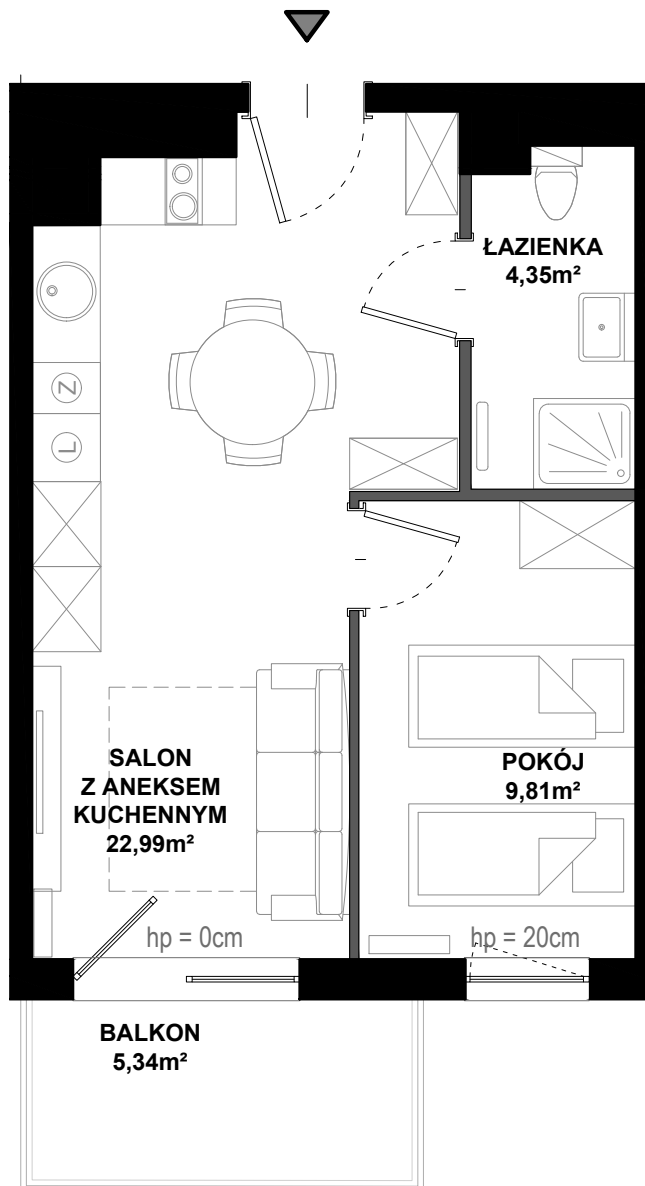 ŁAZIENKA
4,35m²
Z
L
SALON
Z ANEKSEM
KUCHENNYM
22,99m²
POKÓJ
9,81m²
hp = 0cm
hp = 20cm
BALKON
5,34m²